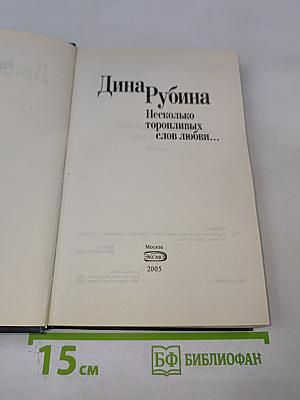 Дина Рубина
Несколько
торопливых
слов любви...
Москва
ЭКСМО
2005
15 см
БФ БИБЛИОФАН